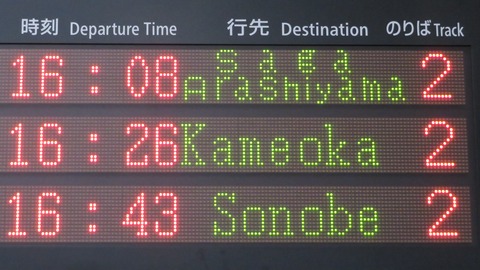 時刻 Departure Time 行先 Destination のりば Track
16:08 Saga Arashiyama 2
16:26 Kameoka 2
16:43 Sonobe 2